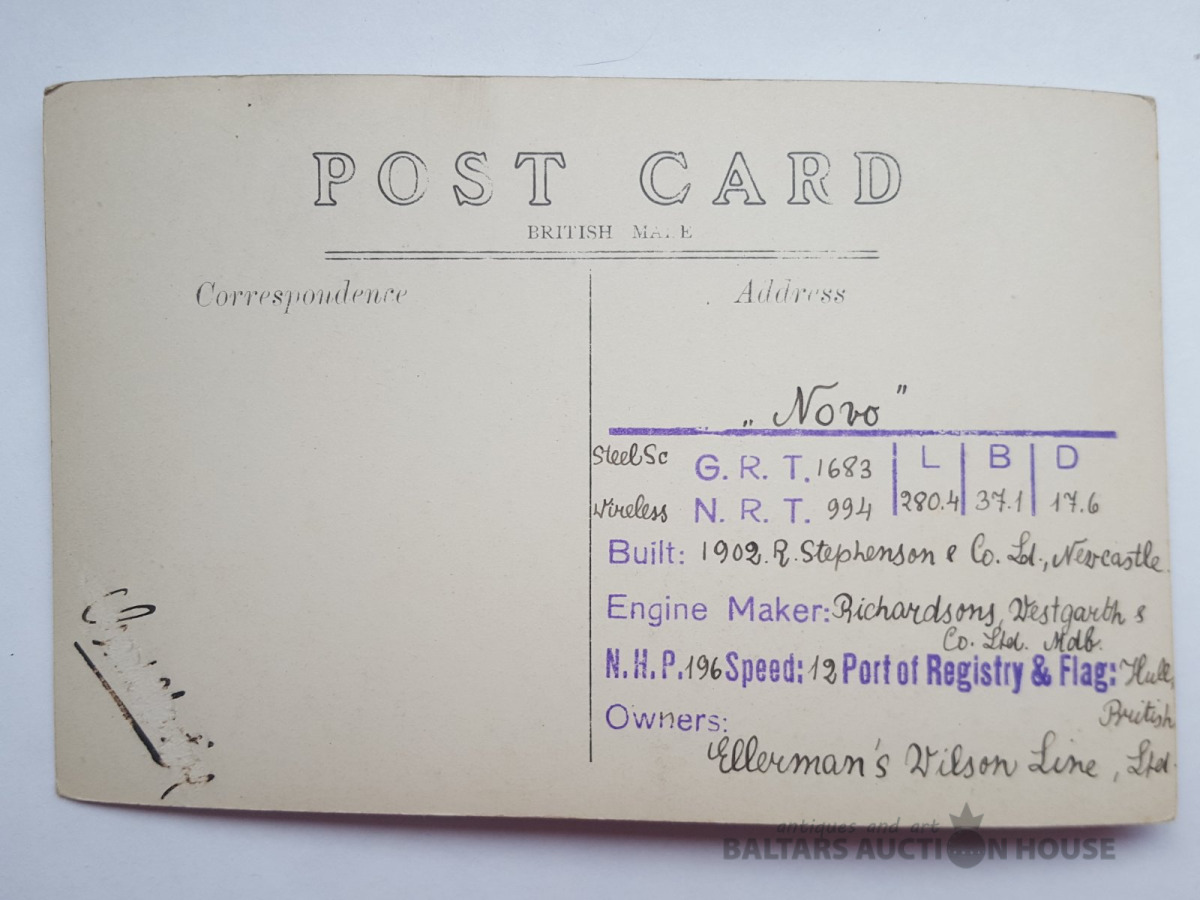 POST CARD
BRITISH MA. E
Correspondence
Address
„ Novo "
Steel Sc G. R. T. 1683 L B D
Wireless N. R. T. 994 280.4 37.1 17.6
Built: 1902. R. Stephenson & Co. Ld., Newcastle.
Engine Maker: Richardsons, Westgarth &
Co. Ltd. Mdb.
N.H.P. 196 Speed: 12 Port of Registry & Flag: Hull,
British
Owners:
Ellerman's Wilson Line, Ltd.
antiques and art
BALTARS AUCTION HOUSE